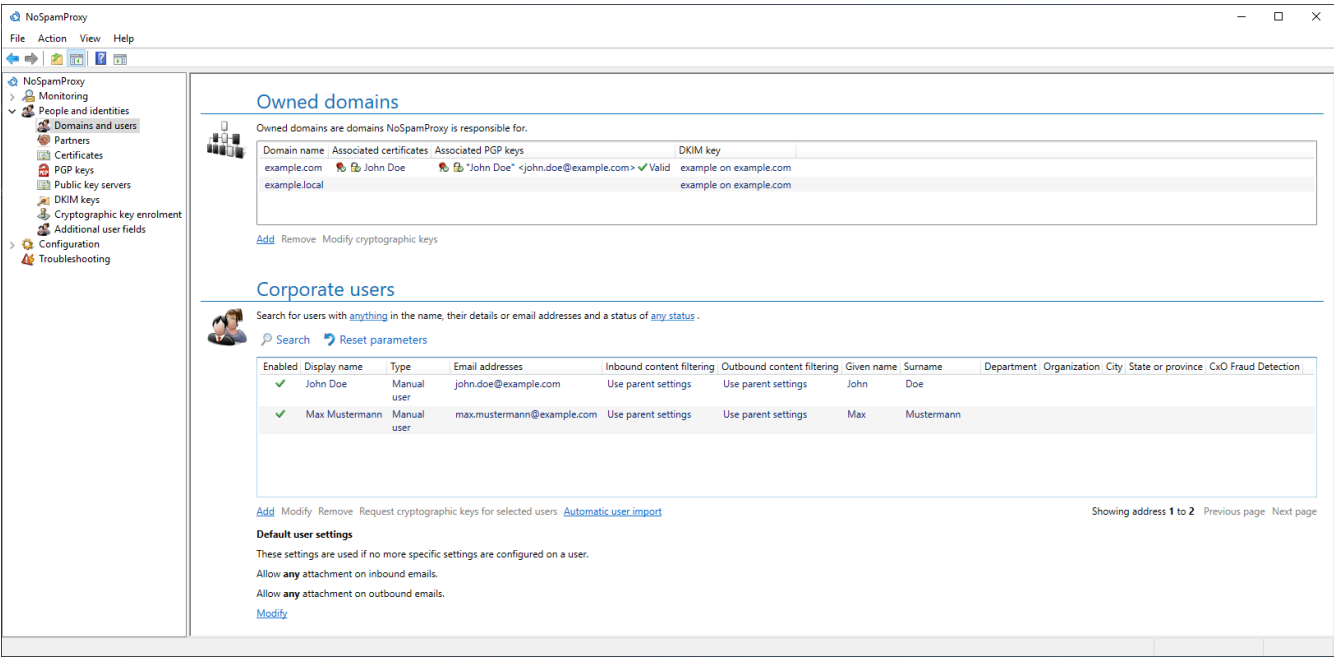 NoSpamProxy
File Action View Help
NoSpamProxy
Monitoring
People and identities
Domains and users
Partners
Certificates
PGP keys
Public key servers
DKIM keys
Cryptographic key enrolment
Additional user fields
Configuration
Troubleshooting
Owned domains
Owned domains are domains NoSpamProxy is responsible for.
Domain name Associated certificates Associated PGP keys DKIM key
example.com John Doe "John Doe" <john.doe@example.com> Valid example on example.com
example.local example on example.com
Add Remove Modify cryptographic keys
Corporate users
Search for users with anything in the name, their details or email addresses and a status of any status .
Search Reset parameters
Enabled Display name Type Email addresses Inbound content filtering Outbound content filtering Given name Surname Department Organization City State or province CxO Fraud Detection
John Doe Manual user john.doe@example.com Use parent settings Use parent settings John Doe
Max Mustermann Manual user max.mustermann@example.com Use parent settings Use parent settings Max Mustermann
Add Modify Remove Request cryptographic keys for selected users Automatic user import Showing address 1 to 2 Previous page Next page
Default user settings
These settings are used if no more specific settings are configured on a user.
Allow any attachment on inbound emails.
Allow any attachment on outbound emails.
Modify